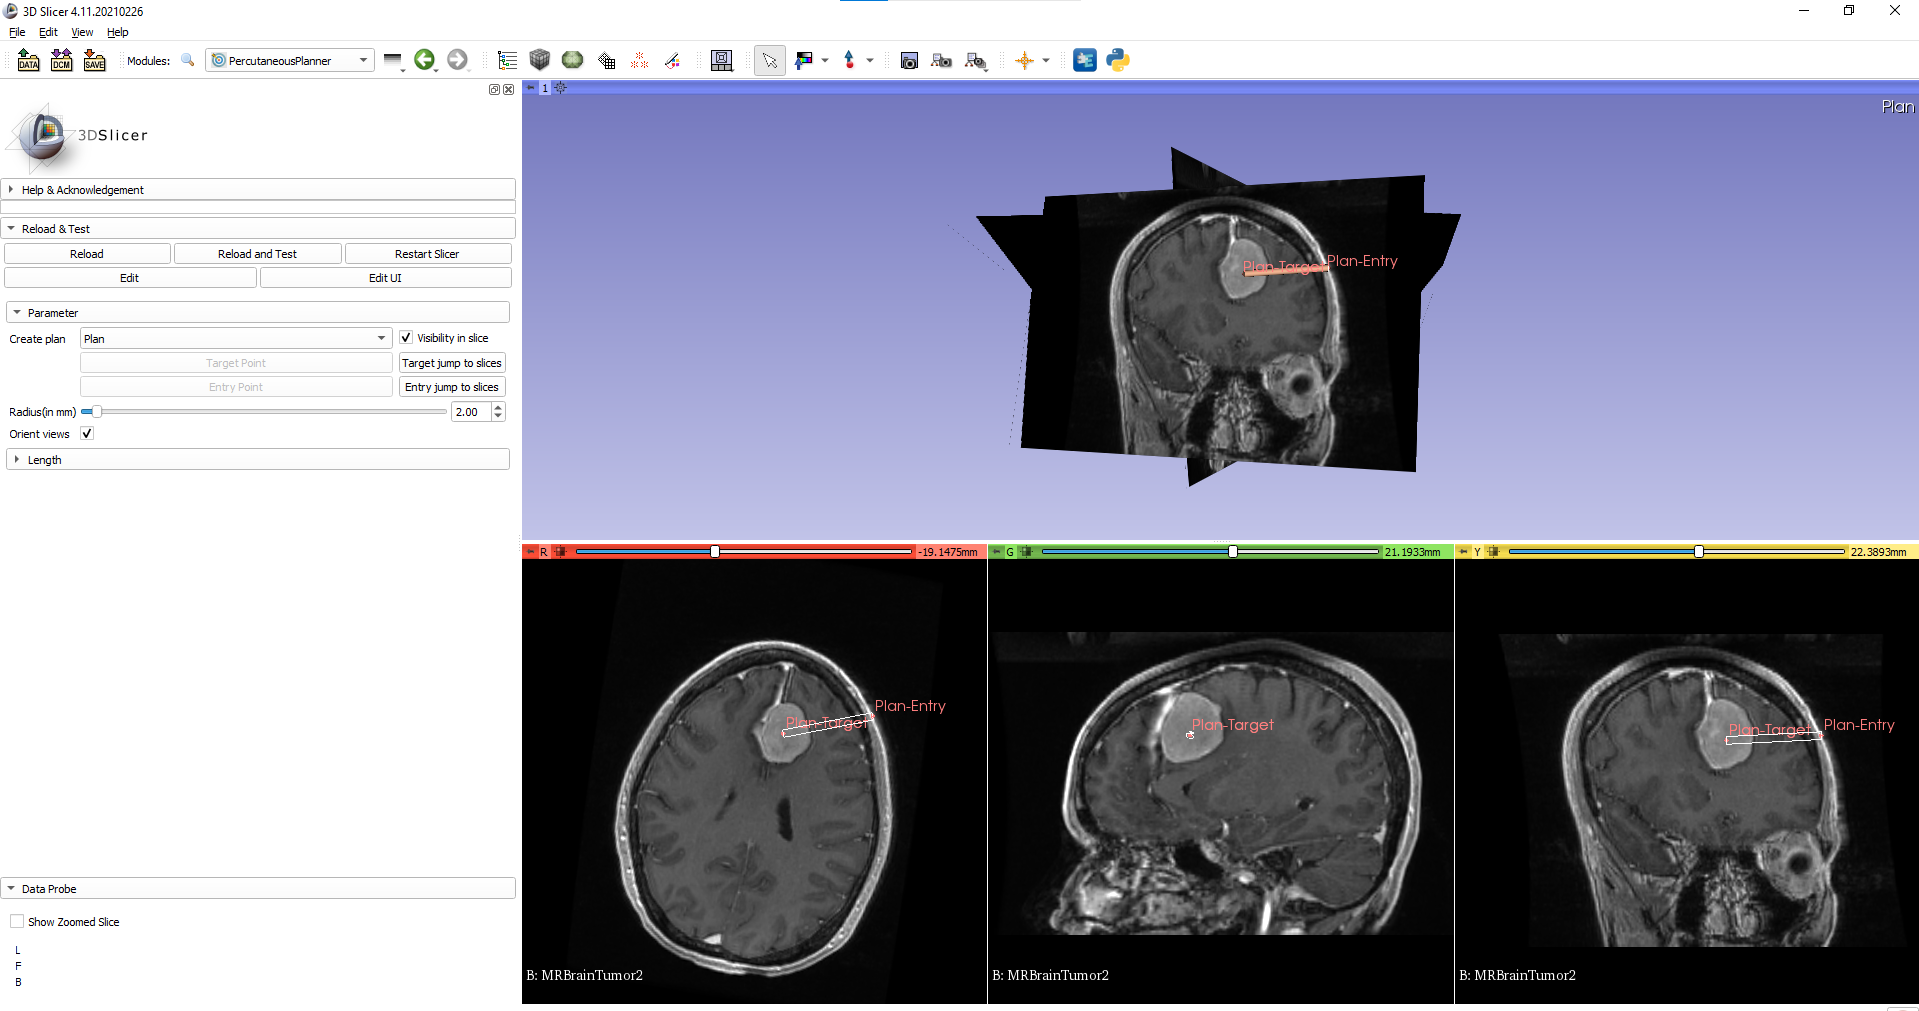 3D Slicer 4.11.20210226
File Edit View Help
DATA DCM SAVE Modules: PercutaneousPlanner
1
Plan
3DSlicer
Help & Acknowledgement
Reload & Test
Reload Reload and Test Restart Slicer
Edit Edit UI
Parameter
Create plan Plan Visibility in slice
Target Point Target jump to slices
Entry Point Entry jump to slices
Radius(in mm) 2.00
Orient views
Length
Plan-Target Plan-Entry
R -19.1475mm G 21.1933mm Y 22.3893mm
Plan-Target Plan-Entry
Plan-Target
Plan-Target Plan-Entry
Data Probe
Show Zoomed Slice
L
F
B
B: MRBrainTumor2 B: MRBrainTumor2 B: MRBrainTumor2